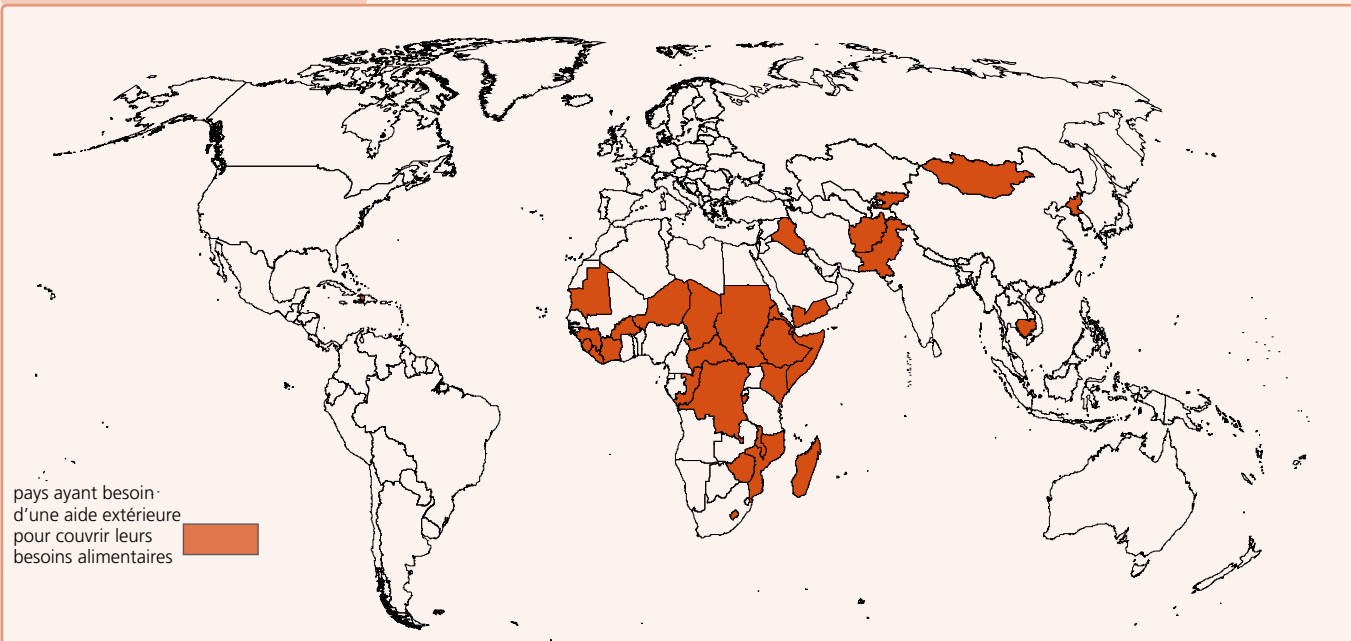 pays ayant besoin
d'une aide extérieure
pour couvrir leurs
besoins alimentaires